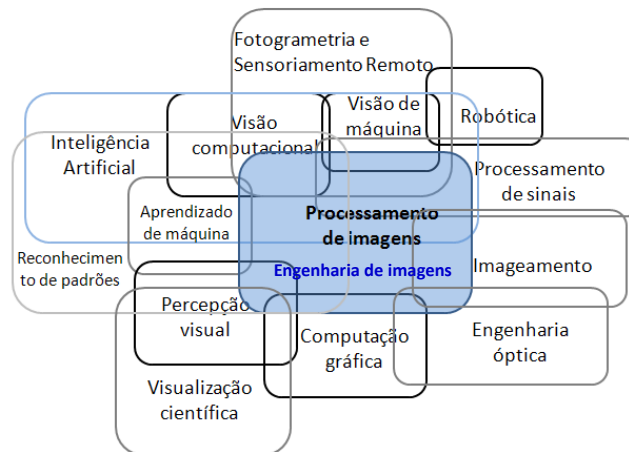 Fotogrametria e
Sensoriamento Remoto
Visão de
máquina
Robótica
Visão
computacional
Inteligência
Artificial
Processamento
de sinais
Aprendizado
de máquina
Processamento
de imagens
Engenharia de imagens
Reconhecimen
to de padrões
Imageamento
Percepção
visual
Computação
gráfica
Engenharia
óptica
Visualização
científica